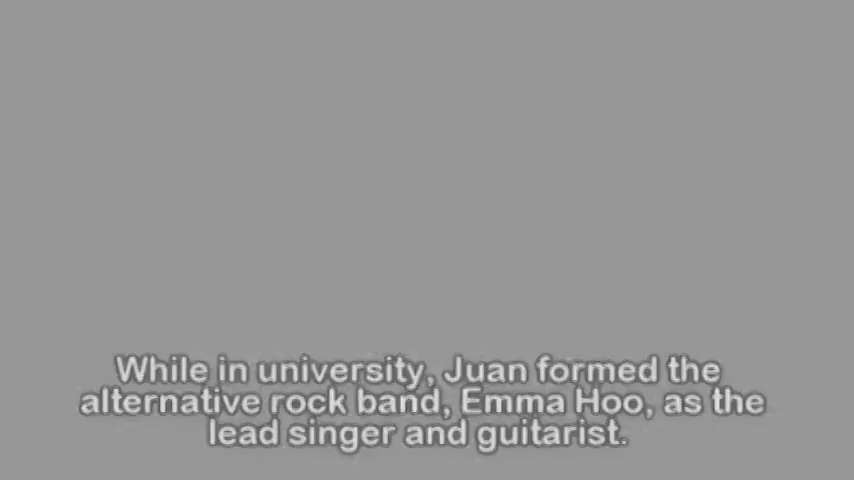 While in university, Juan formed the
alternative rock band, Emma Hoo, as the
lead singer and guitarist.